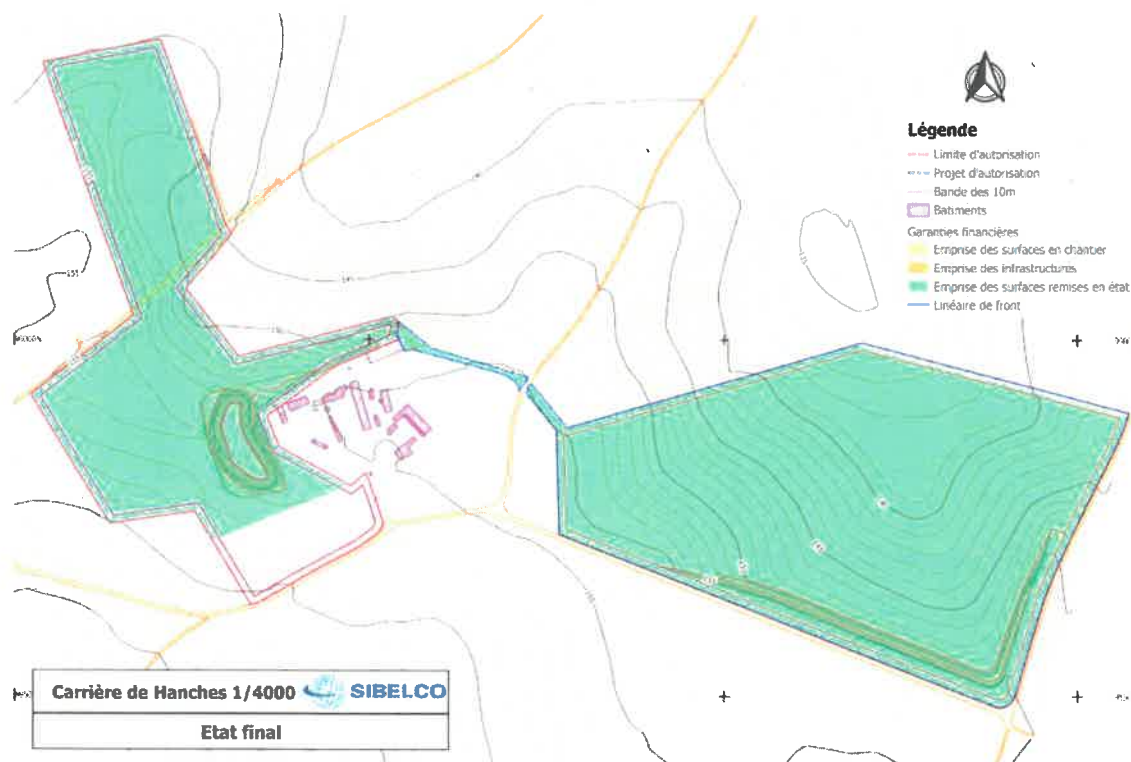 Légende
Limite d'autorisation
Projet d'autorisation
Bande des 10m
Batiments
Garanties financières
Emprise des surfaces en chantier
Emprise des infrastructures
Emprise des surfaces remises en état
Linéaire de front
Carrière de Hanches 1/4000 SIBELCO
Etat final